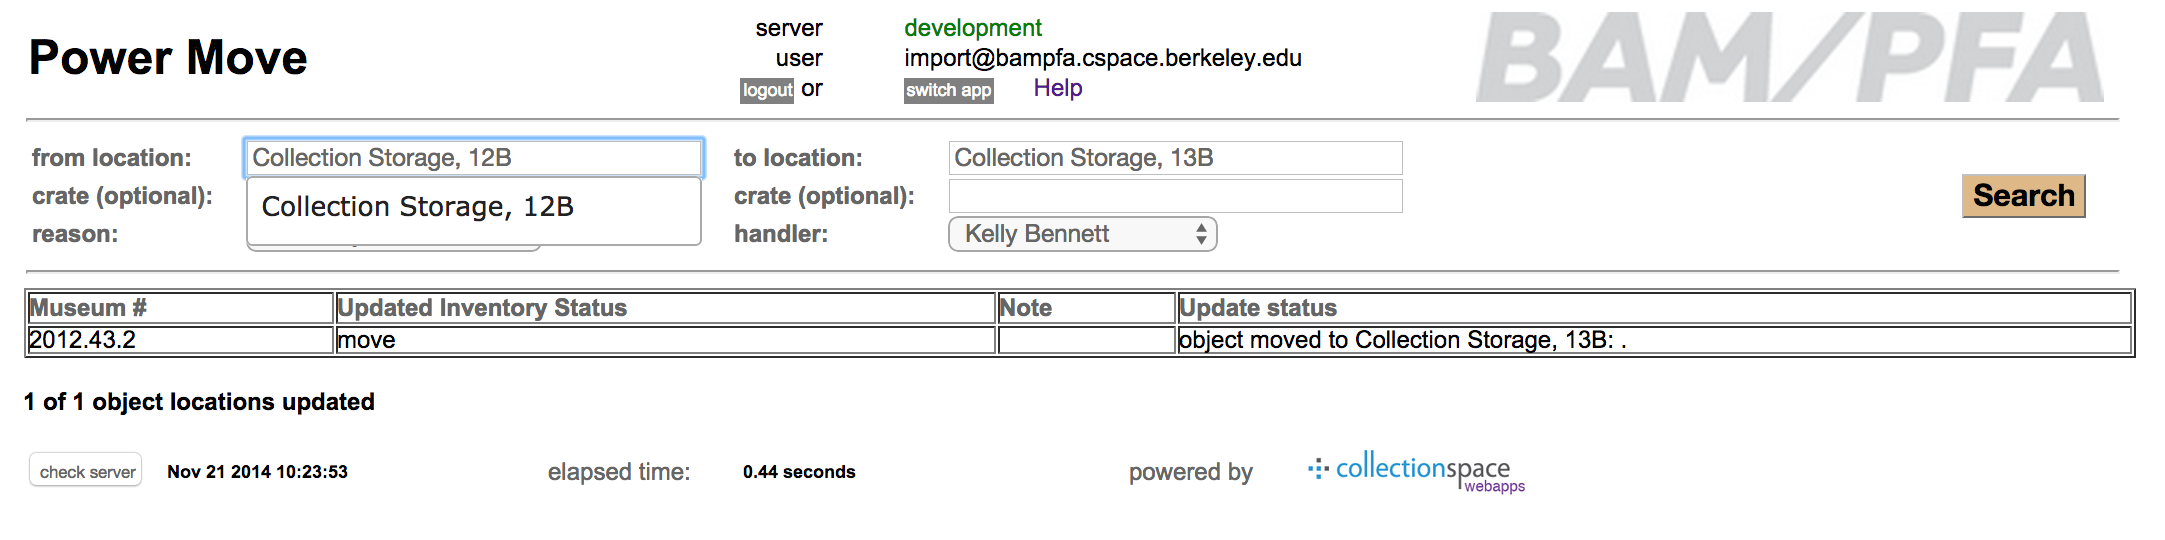 Power Move
server development
user import@bampfa.cspace.berkeley.edu
logout or switch app Help
BAM/PFA
from location: Collection Storage, 12B to location: Collection Storage, 13B
crate (optional): Collection Storage, 12B crate (optional):
Search
reason: handler: Kelly Bennett
Museum # Updated Inventory Status Note Update status
2012.43.2 move object moved to Collection Storage, 13B: .
1 of 1 object locations updated
check server Nov 21 2014 10:23:53 elapsed time: 0.44 seconds powered by collectionspace
webapps